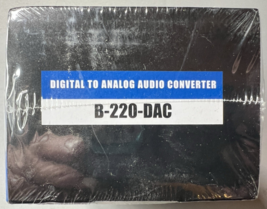 DIGITAL TO ANALOG AUDIO CONVERTER
B-220-DAC